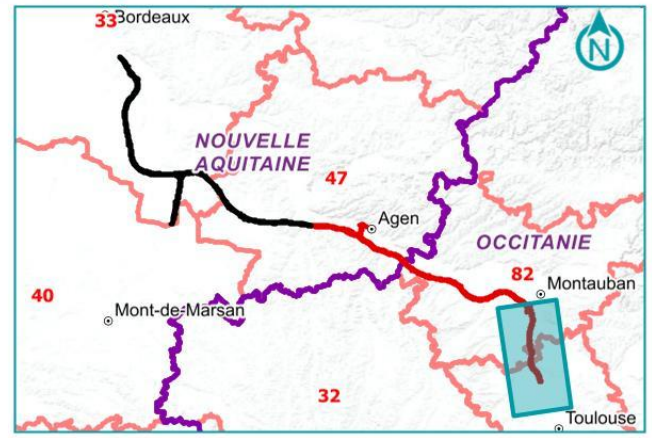 33
Bordeaux
N
NOUVELLE
AQUITAINE
47
Agen
OCCITANIE
82
Montauban
40
Mont-de-Marsan
32
Toulouse